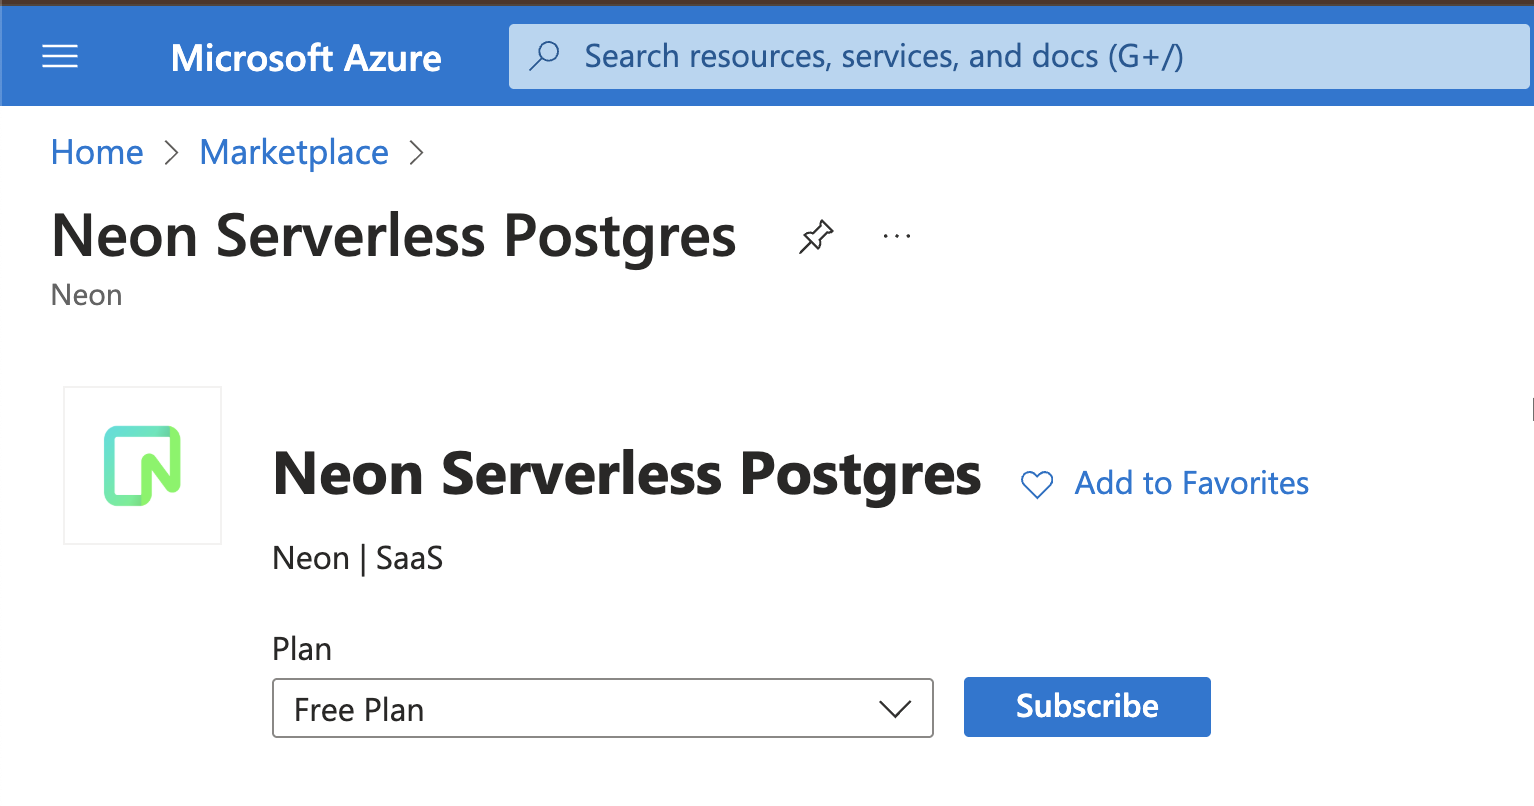 Microsoft Azure
Search resources, services, and docs (G+/)
Home > Marketplace >
Neon Serverless Postgres
...
Neon
Neon Serverless Postgres
Add to Favorites
Neon | SaaS
Plan
Free Plan
Subscribe